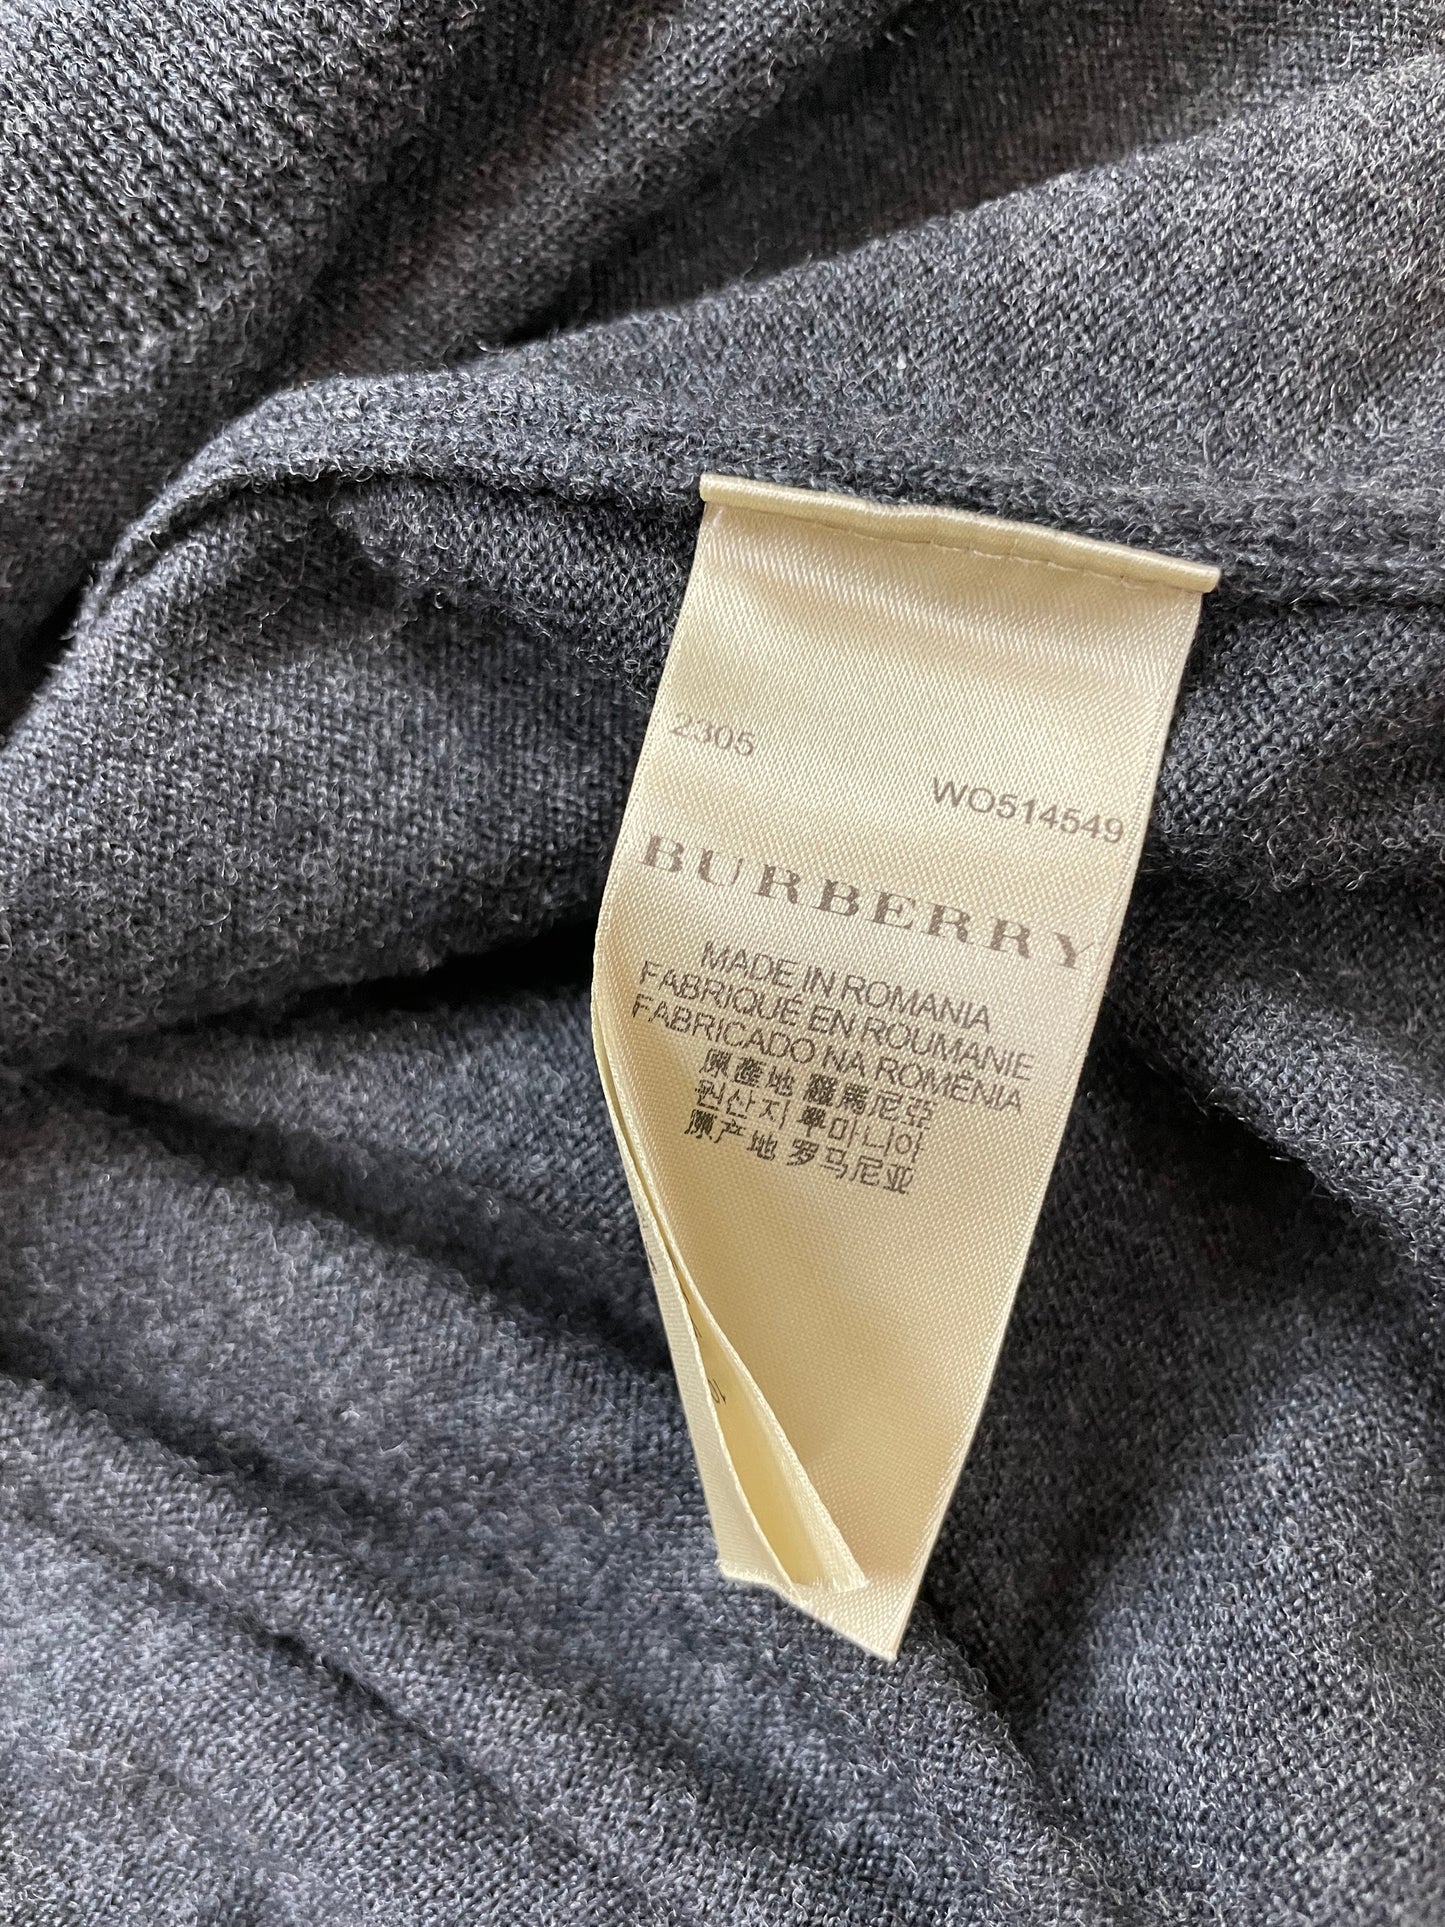 2305
WO514549
BURBERRY
MADE IN ROMANIA
FABRIQUÉ EN ROUMANIE
FABRICADO NA ROMÉNIA
原產地 羅馬尼亞
원산지 루마니아
原产地 罗马尼亚